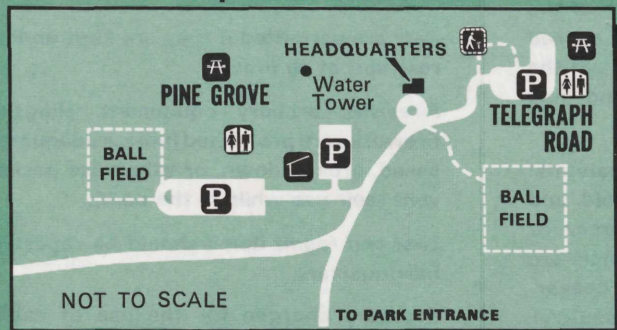 HEADQUARTERS
Water
Tower
PINE GROVE
P
TELEGRAPH
ROAD
BALL
FIELD
P
P
BALL
FIELD
NOT TO SCALE
TO PARK ENTRANCE